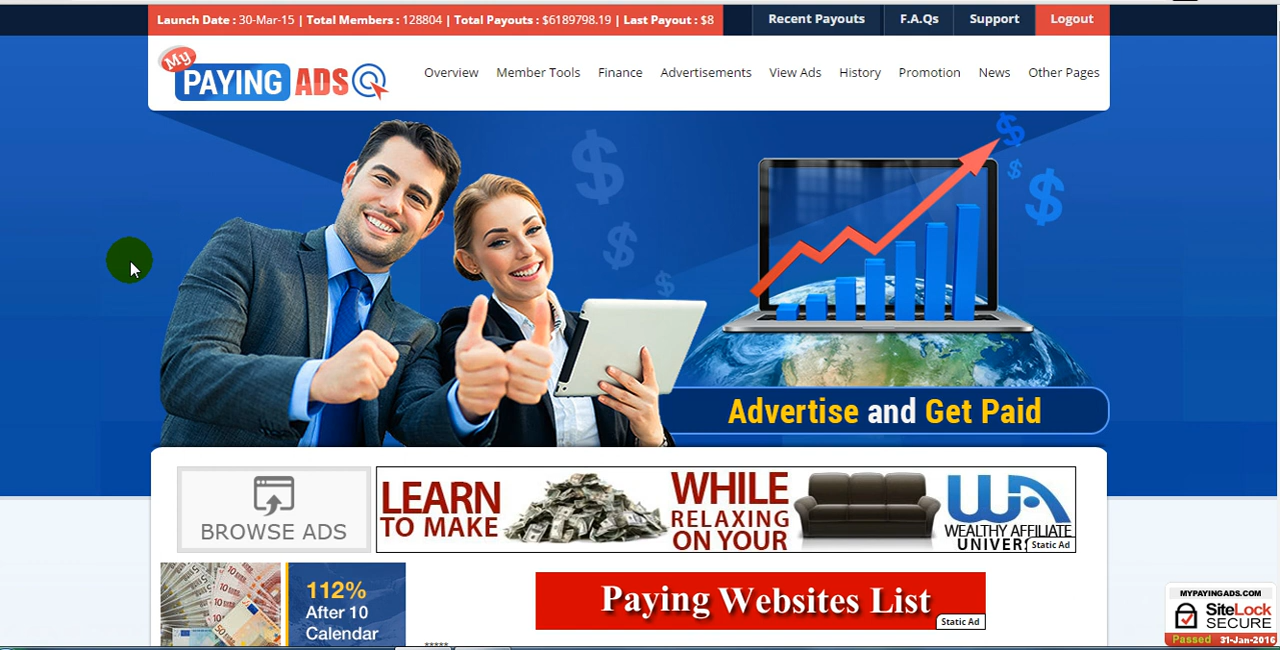 Launch Date : 30-Mar-15 | Total Members : 128804 | Total Payouts : $6189798.19 | Last Payout : $8
Recent Payouts F.A.Qs Support Logout
My
PAYING ADS
Overview Member Tools Finance Advertisements View Ads History Promotion News Other Pages
Advertise and Get Paid
BROWSE ADS
LEARN
TO MAKE
WHILE
RELAXING
ON YOUR
WA
WEALTHY AFFILIATE
UNIVER
Static Ad
112%
After 10
Calendar
Paying Websites List
Static Ad
*****
MYPAYINGADS.COM
SiteLock
SECURE
Passed 31-Jan-2016